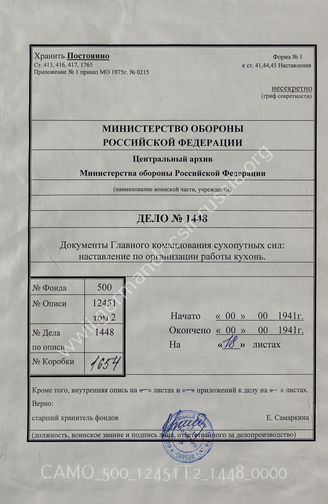 Хранить Постоянно
Форма № 1
Ст. 413, 416, 417, 1765
к ст. 41,44,45 Наставления
Приложение № 1 приказ МО 1975г. № 0215
несекретно
(гриф секретности)
МИНИСТЕРСТВО ОБОРОНЫ
РОССИЙСКОЙ ФЕДЕРАЦИИ
Центральный архив
Министерства обороны Российской Федерации
(наименование воинской части, учреждения)
ДЕЛО № 1448
Документы Главного командования сухопутных сил:
наставление по организации работы кухонь.
№ Фонда 500
№ Описи 12451
том 2
№ Дела 1448
по описи
№ Коробки 1654
Начато « 00 » 00 1941г.
Окончено « 00 » 00 1941г.
На «18» листах
Кроме того, внутренняя опись на «–» листах и «–» приложений к делу на «–» листах.
Верно:
старший хранитель фондов Е. Самаркина
(должность, воинское звание и подпись лица, ответственного за делопроизводство)
CAMO_500_12451 | 2_1448_0000